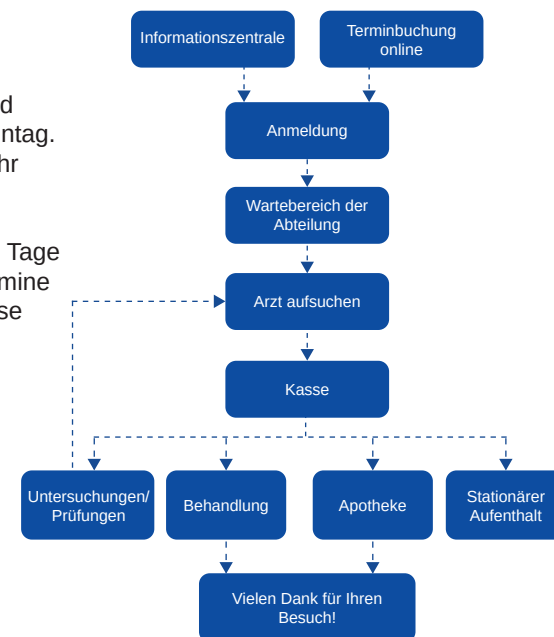 Informationszentrale
Terminbuchung
online
Anmeldung
Wartebereich der
Abteilung
Arzt aufsuchen
Kasse
Untersuchungen/
Prüfungen
Behandlung
Apotheke
Stationärer
Aufenthalt
Vielen Dank für Ihren
Besuch!
Tage